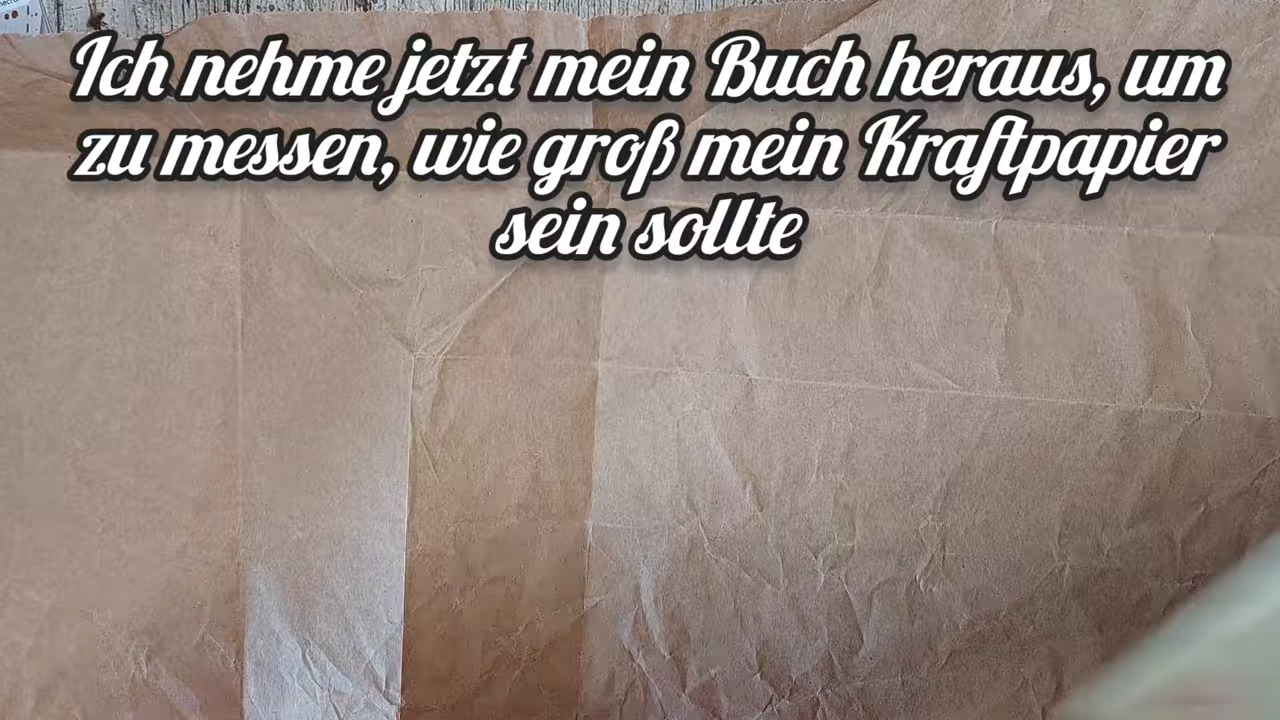 Ich nehme jetzt mein Buch heraus, um
zu messen, wie groß mein Kraftpapier
sein sollte